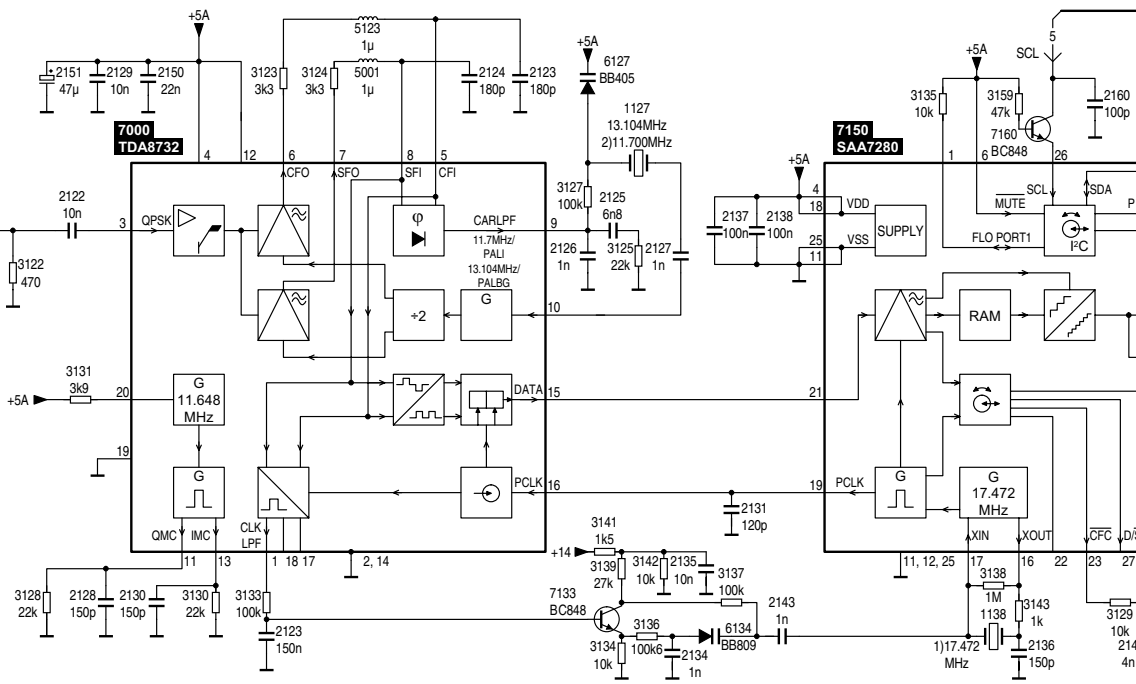 +5A
5123
1µ
5001
1µ
2151
47µ
2129
10n
2150
22n
3123
3k3
3124
3k3
2124
180p
2123
180p
+5A
6127
BB405
1127
13.104MHz
2)11.700MHz
7000
TDA8732
4
12
6
7
8
5
CFO
SFO
SFI
CFI
2122
10n
3
QPSK
φ
CARLPF
9
11.7MHz/
PALI
13.104MHz/
PALBG
3127
100k
2125
6n8
2126
1n
3125
22k
2127
1n
3122
470
÷2
G
10
3131
3k9
+5A
20
G
11.648
MHz
DATA
15
19
G
PCLK
16
QMC
IMC
CLK
LPF
11
13
1
18
17
2, 14
3128
22k
2128
150p
2130
150p
3130
22k
3133
100k
2123
150n
5
SCL
+5A
3135
10k
3159
47k
7160
BC848
2160
100p
7150
SAA7280
1
6
26
+5A
4
18
VDD
SUPPLY
2137
100n
2138
100n
25
11
VSS
SCL
SDA
MUTE
P
FLO PORT1
I²C
RAM
21
19
PCLK
G
G
17.472
MHz
2131
120p
XIN
XOUT
CFC
D/S
11, 12, 25
17
16
22
23
27
+14
3141
1k5
3139
27k
3142
10k
2135
10n
3137
100k
7133
BC848
3136
100k6
3134
10k
2134
1n
6134
BB809
2143
1n
3138
1M
1138
1)17.472
MHz
3143
1k
2136
150p
3129
10k
214
4n